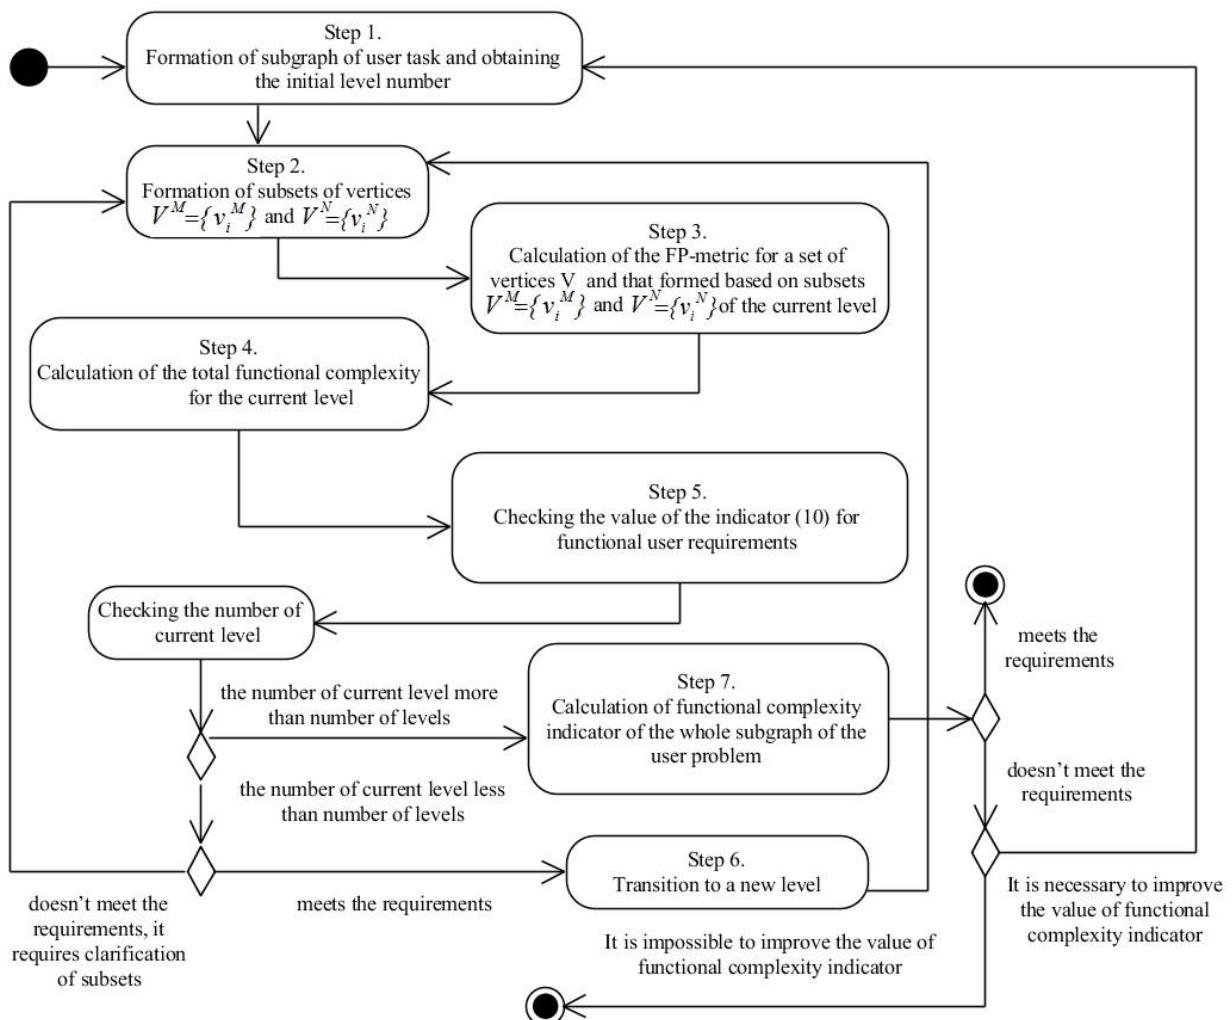 Step 1.
Formation of subgraph of user task and obtaining
the initial level number
Step 2.
Formation of subsets of vertices
V^M={v_i^M} and V^N={v_i^N}
Step 3.
Calculation of the FP-metric for a set of
vertices V and that formed based on subsets
V^M={v_i^M} and V^N={v_i^N} of the current level
Step 4.
Calculation of the total functional complexity
for the current level
Step 5.
Checking the value of the indicator (10) for
functional user requirements
Checking the number of
current level
the number of current level more
than number of levels
Step 7.
Calculation of functional complexity
indicator of the whole subgraph of the
user problem
meets the
requirements
doesn't meet the
requirements
the number of current level less
than number of levels
Step 6.
Transition to a new level
doesn't meet the
requirements, it
requires clarification
of subsets
meets the requirements
It is necessary to improve
the value of functional
complexity indicator
It is impossible to improve the value of
functional complexity indicator